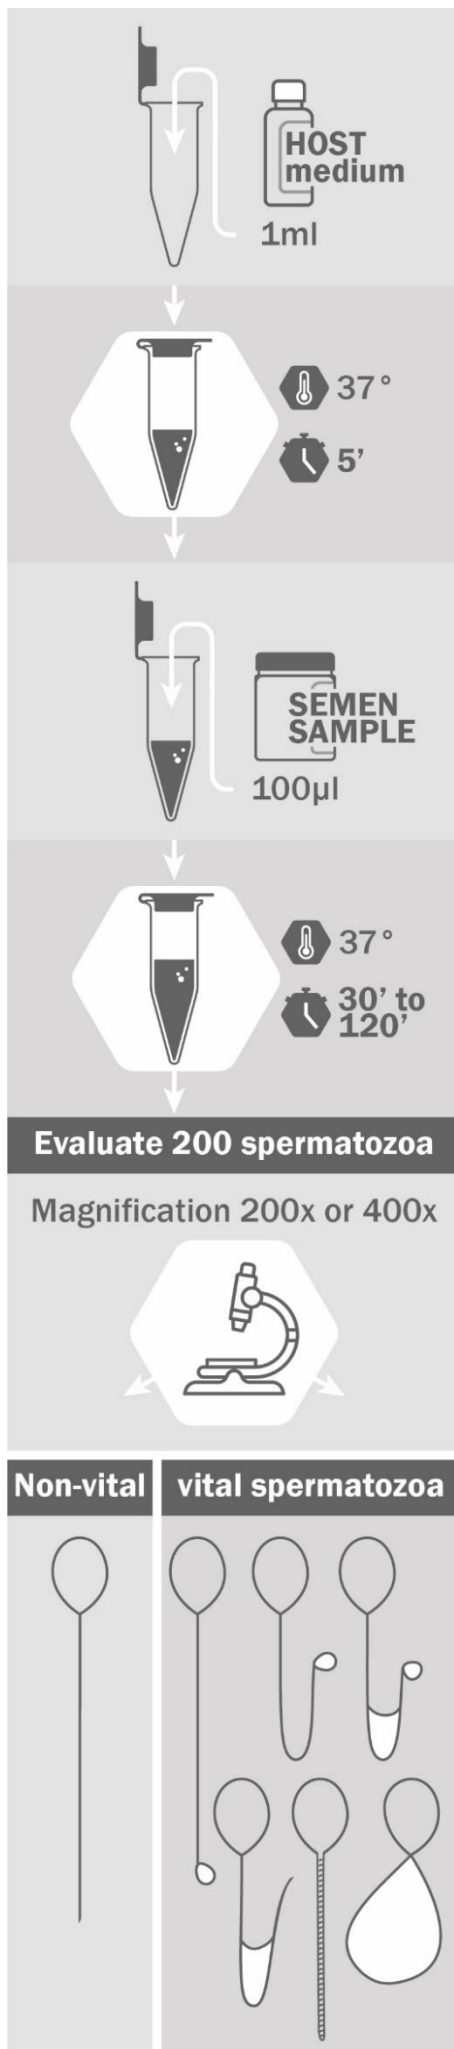 HOST
medium
1ml
37°
5’
SEMEN
SAMPLE
100µl
37°
30’ to
120’
Evaluate 200 spermatozoa
Magnification 200x or 400x
Non-vital
vital spermatozoa